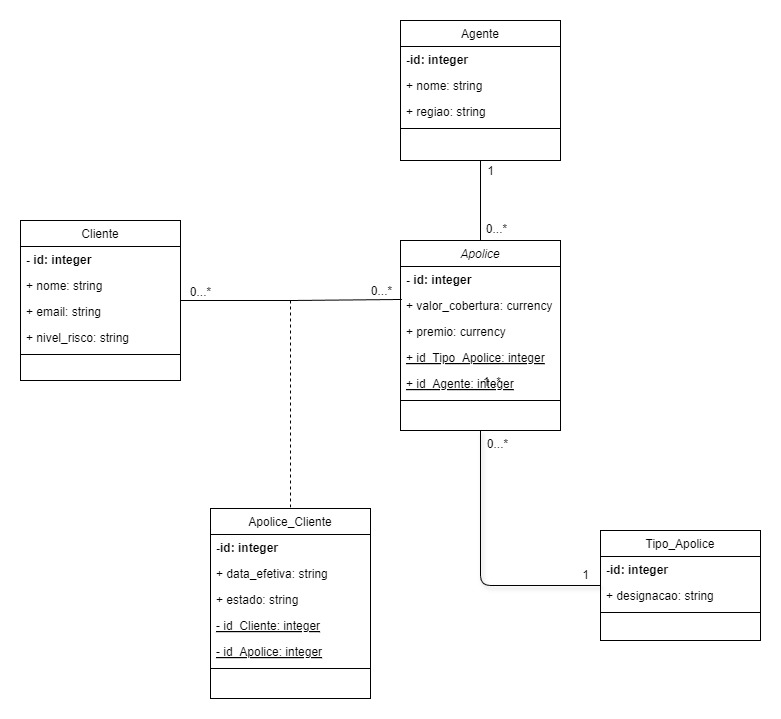 Agente
-id: integer
+ nome: string
+ regiao: string
1
0...*
Cliente
- id: integer
+ nome: string
+ email: string
+ nivel_risco: string
0...*
0...*
Apolice
- id: integer
+ valor_cobertura: currency
+ premio: currency
+ id_Tipo_Apolice: integer
+ id_Agente: integer
0...*
Apolice_Cliente
-id: integer
+ data_efetiva: string
+ estado: string
- id_Cliente: integer
- id_Apolice: integer
1
Tipo_Apolice
-id: integer
+ designacao: string